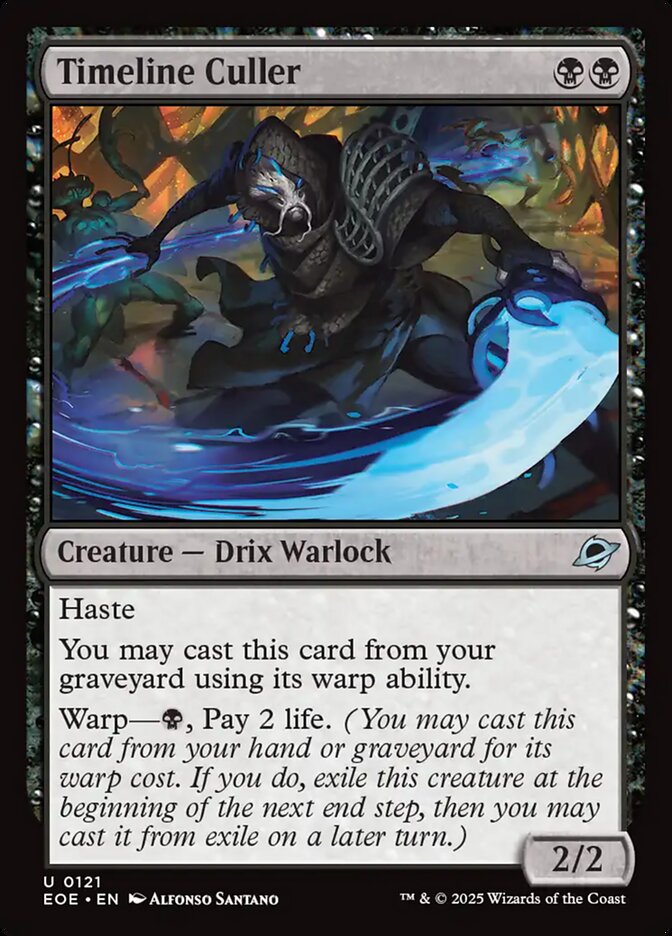 Timeline Culler
Creature — Drix Warlock
Haste
You may cast this card from your
graveyard using its warp ability.
Warp—, Pay 2 life. (You may cast this
card from your hand or graveyard for its
warp cost. If you do, exile this creature at the
beginning of the next end step, then you may
cast it from exile on a later turn.)
2/2
U 0121
EOE • EN Alfonso Santano
™ & © 2025 Wizards of the Coast